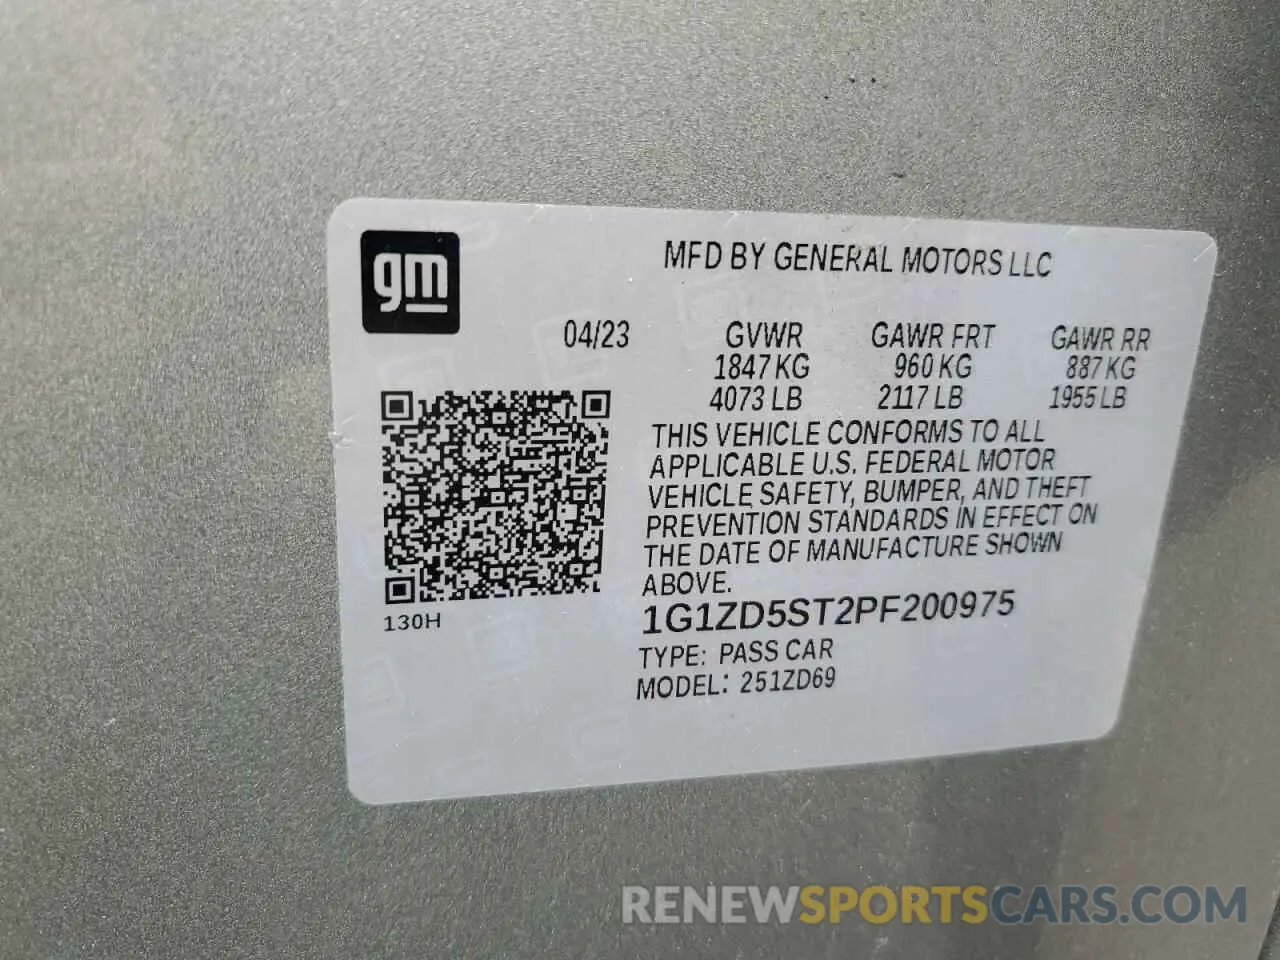 gm
MFD BY GENERAL MOTORS LLC
04/23 GVWR GAWR FRT GAWR RR
1847 KG 960 KG 887 KG
4073 LB 2117 LB 1955 LB
THIS VEHICLE CONFORMS TO ALL
APPLICABLE U.S. FEDERAL MOTOR
VEHICLE SAFETY, BUMPER, AND THEFT
PREVENTION STANDARDS IN EFFECT ON
THE DATE OF MANUFACTURE SHOWN
ABOVE.
1G1ZD5ST2PF200975
130H
TYPE: PASS CAR
MODEL: 251ZD69
RENEWSPORTSCARS.COM